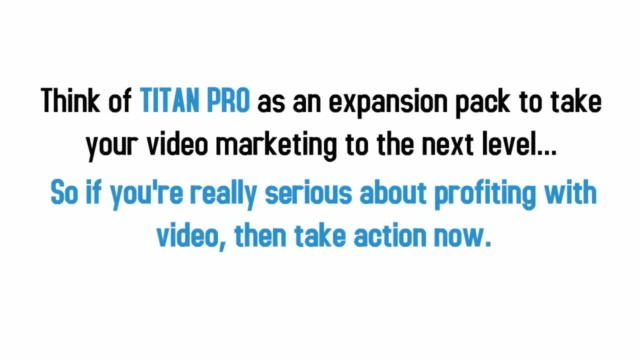 Think of TITAN PRO as an expansion pack to take
your video marketing to the next level...
So if you're really serious about profiting with
video, then take action now.